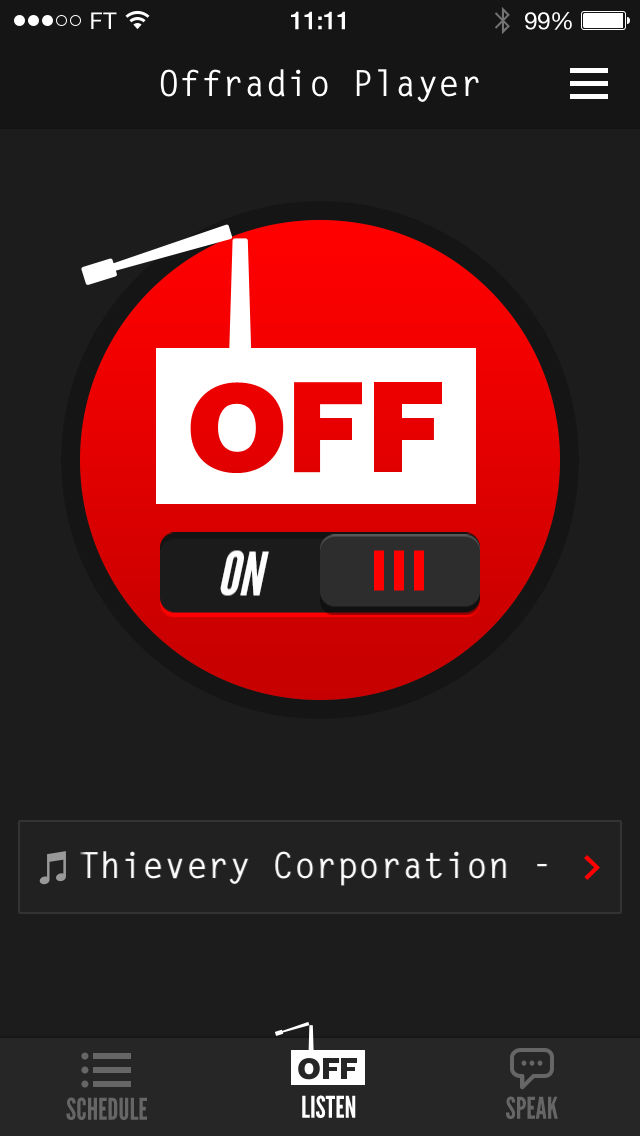 FT 11:11 99%
Offradio Player
OFF
ON
Thievery Corporation -
OFF
SCHEDULE LISTEN SPEAK